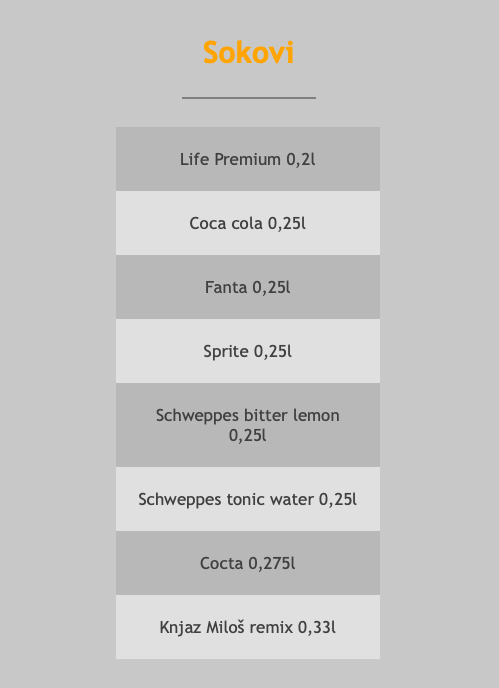 Sokovi
Life Premium 0,2l
Coca cola 0,25l
Fanta 0,25l
Sprite 0,25l
Schweppes bitter lemon
0,25l
Schweppes tonic water 0,25l
Cocta 0,275l
Knjaz Miloš remix 0,33l